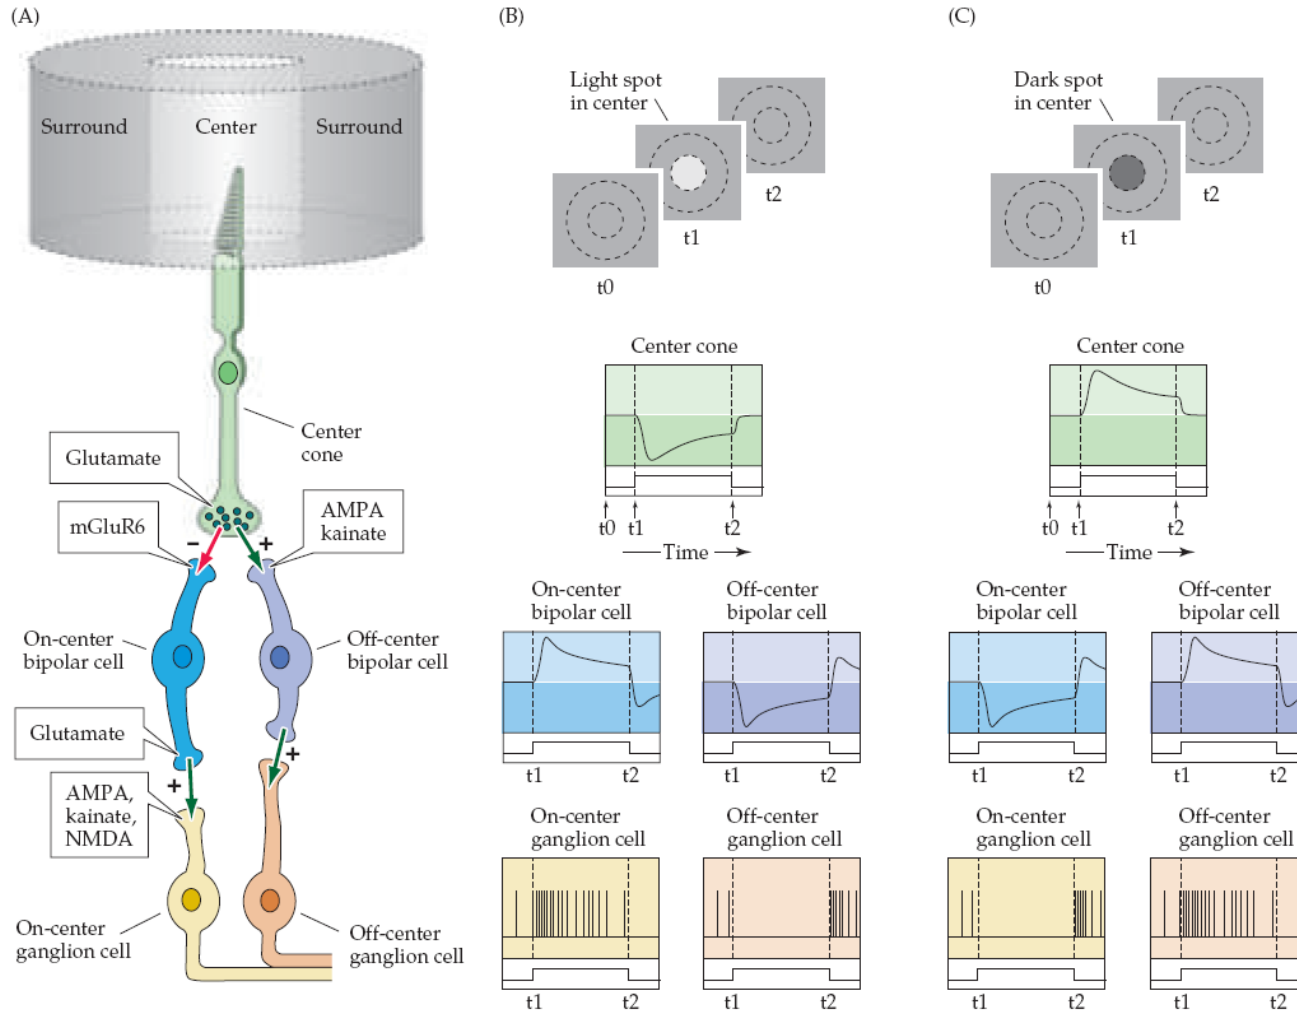 (A)
Surround
Center
Surround
Center
cone
Glutamate
mGluR6
AMPA
kainate
−
+
On-center
bipolar cell
Off-center
bipolar cell
Glutamate
+
+
AMPA,
kainate,
NMDA
On-center
ganglion cell
Off-center
ganglion cell
(B)
Light spot
in center
t0
t1
t2
Center cone
t0
t1
t2
Time
On-center
bipolar cell
Off-center
bipolar cell
t1
t2
t1
t2
On-center
ganglion cell
Off-center
ganglion cell
t1
t2
t1
t2
(C)
Dark spot
in center
t0
t1
t2
Center cone
t0
t1
t2
Time
On-center
bipolar cell
Off-center
bipolar cell
t1
t2
t1
t2
On-center
ganglion cell
Off-center
ganglion cell
t1
t2
t1
t2